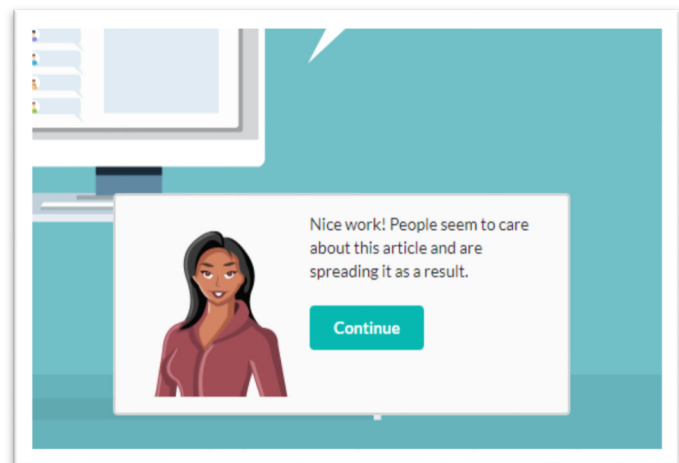 Nice work! People seem to care
about this article and are
spreading it as a result.
Continue